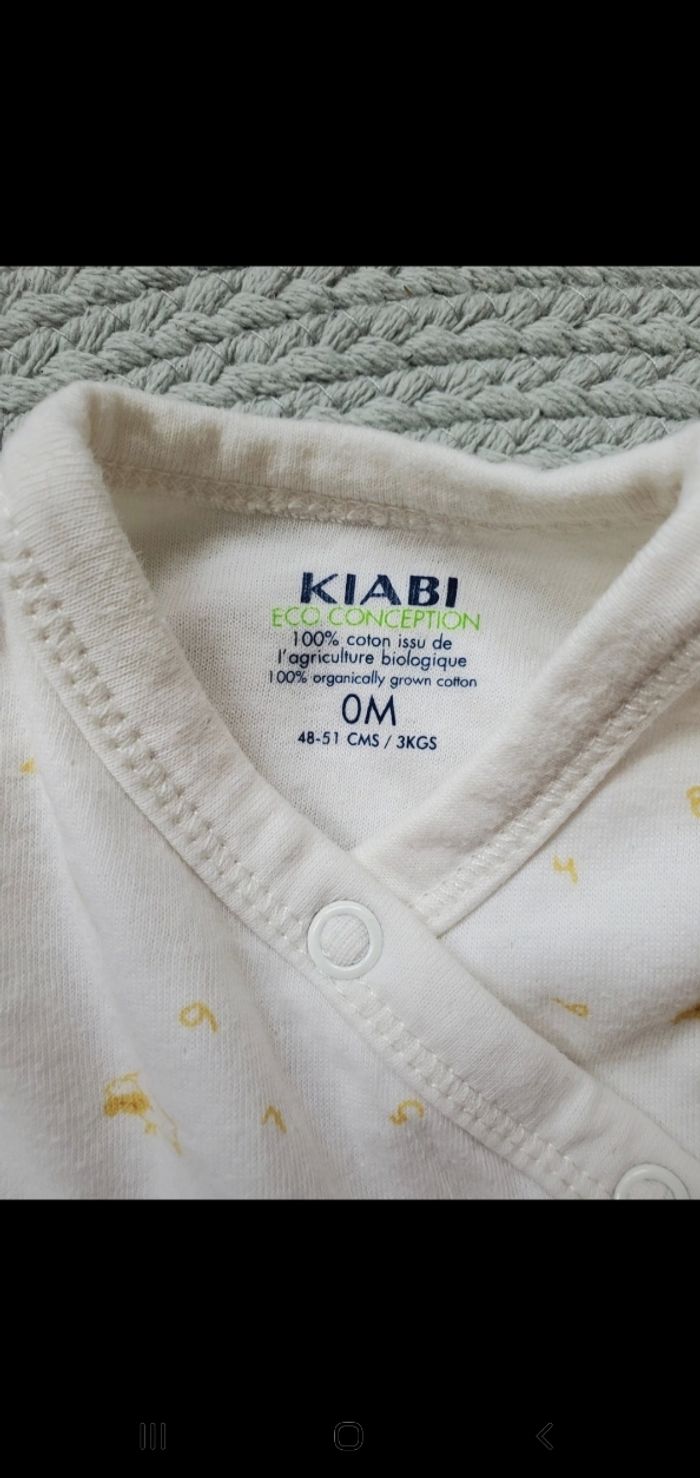 KIABI
ECO CONCEPTION
100% coton issu de
l'agriculture biologique
100% organically grown cotton
0M
48-51 CMS / 3KGS